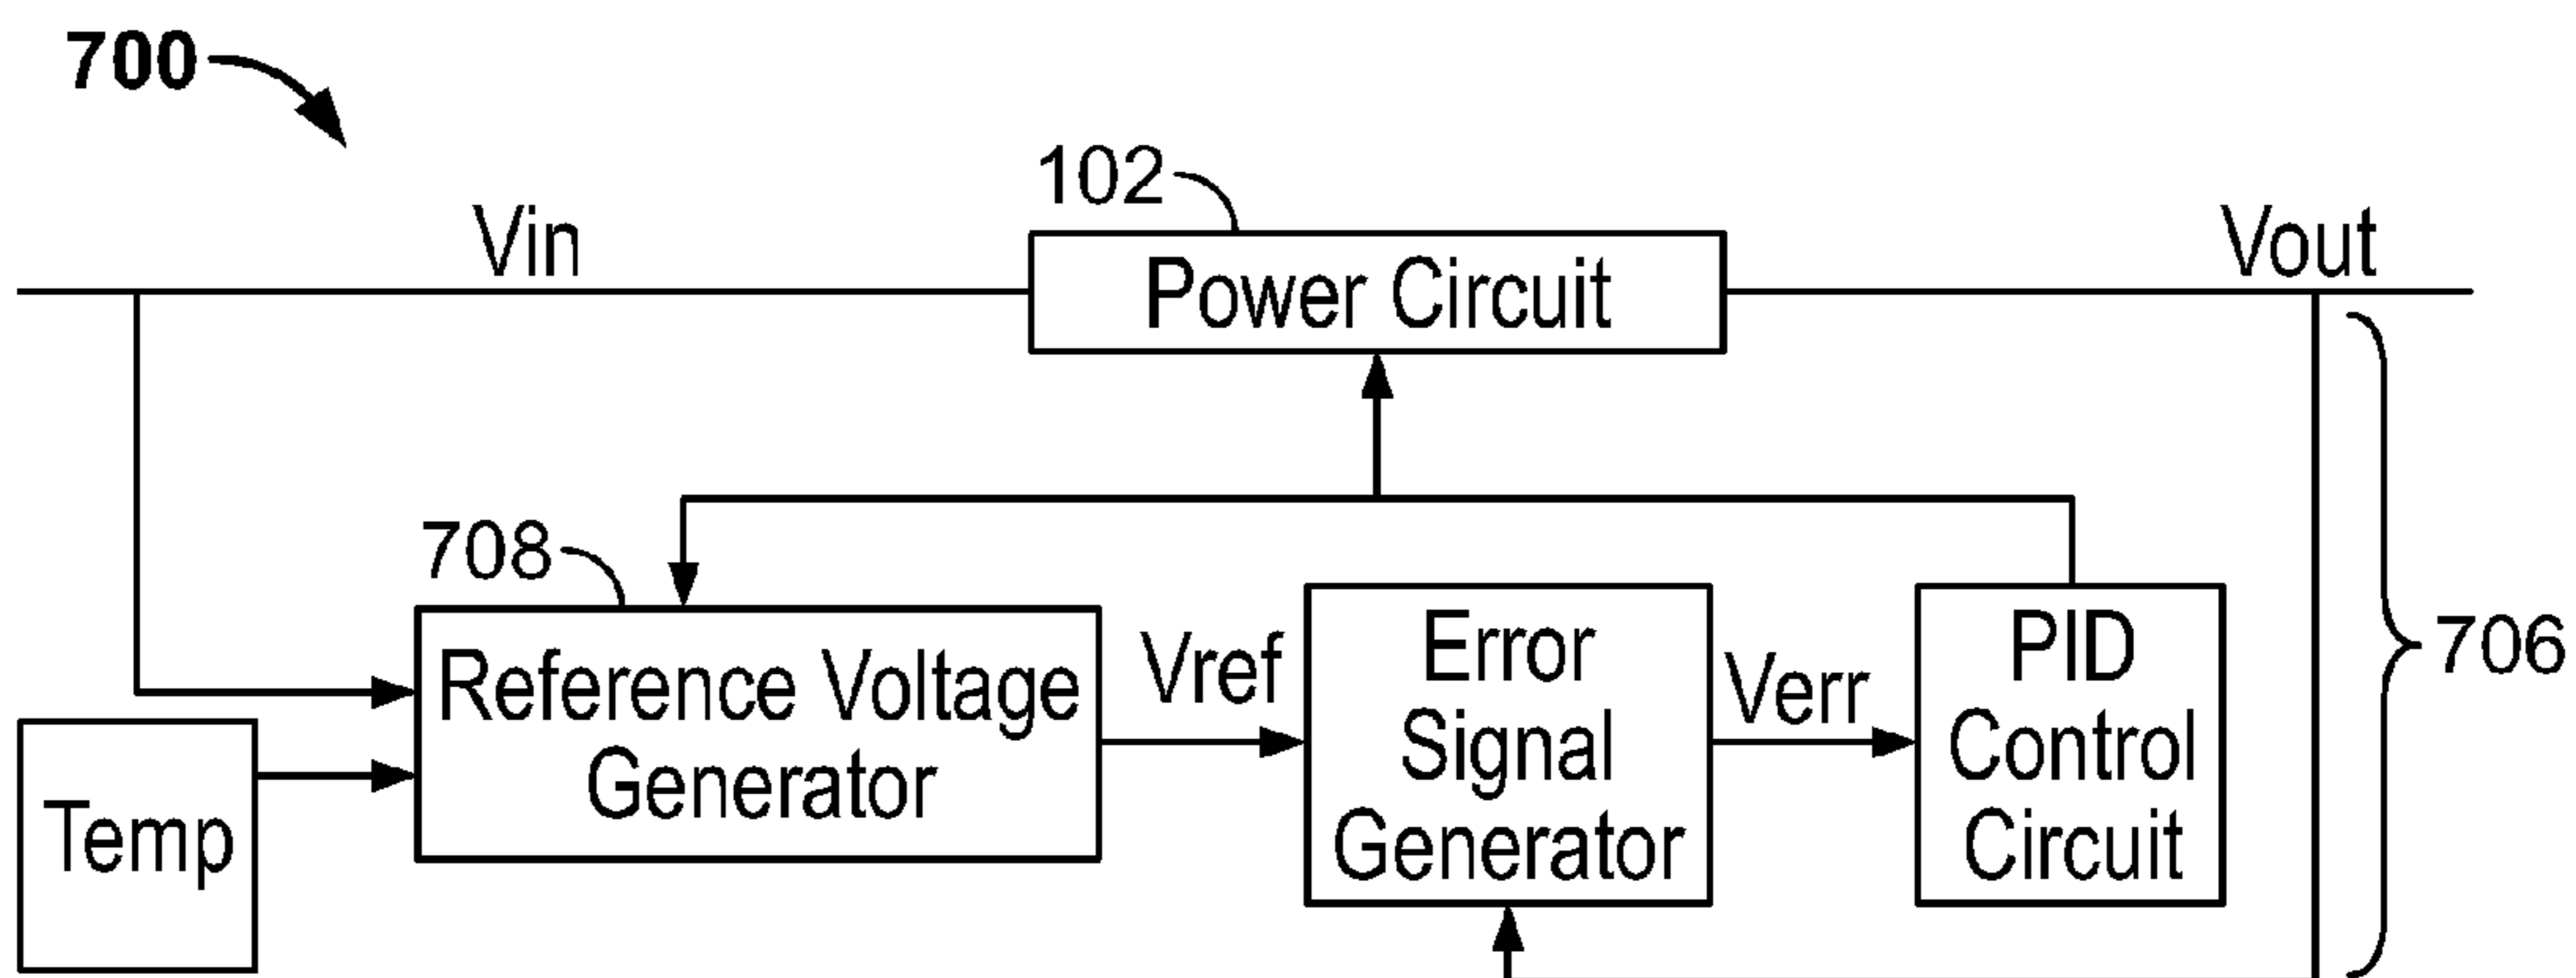 700
102
Vin
Vout
Power Circuit
708
Reference Voltage
Generator
Vref
Error
Signal
Generator
Verr
PID
Control
Circuit
706
Temp